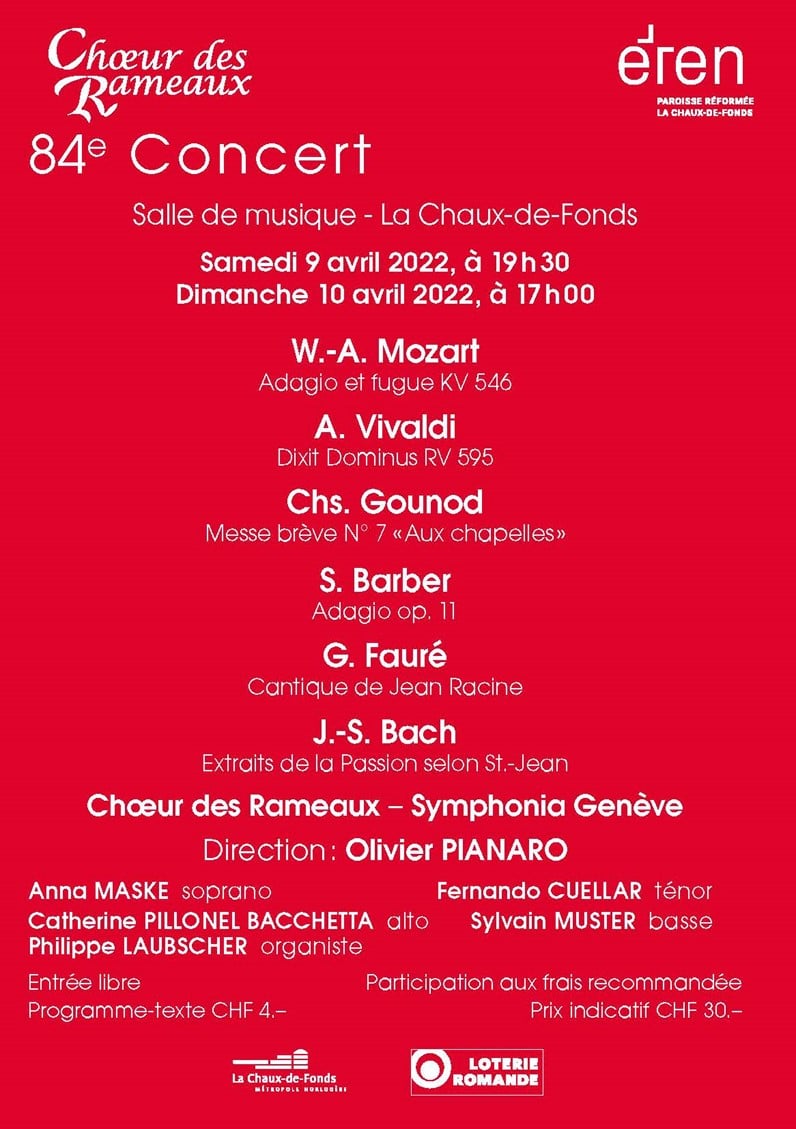 Chœur des
Rameaux
éren
PAROISSE RÉFORMÉE
LA CHAUX-DE-FONDS
84e Concert
Salle de musique - La Chaux-de-Fonds
Samedi 9 avril 2022, à 19h30
Dimanche 10 avril 2022, à 17h00
W.-A. Mozart
Adagio et fugue KV 546
A. Vivaldi
Dixit Dominus RV 595
Chs. Gounod
Messe brève N° 7 «Aux chapelles»
S. Barber
Adagio op. 11
G. Fauré
Cantique de Jean Racine
J.-S. Bach
Extraits de la Passion selon St.-Jean
Chœur des Rameaux – Symphonia Genève
Direction: Olivier PIANARO
Anna MASKE soprano
Fernando CUELLAR ténor
Catherine PILLONEL BACCHETTA alto
Sylvain MUSTER basse
Philippe LAUBSCHER organiste
Entrée libre
Participation aux frais recommandée
Programme-texte CHF 4.–
Prix indicatif CHF 30.–
La Chaux-de-Fonds
MÉTROPOLE HORLOGÈRE
LOTERIE
ROMANDE